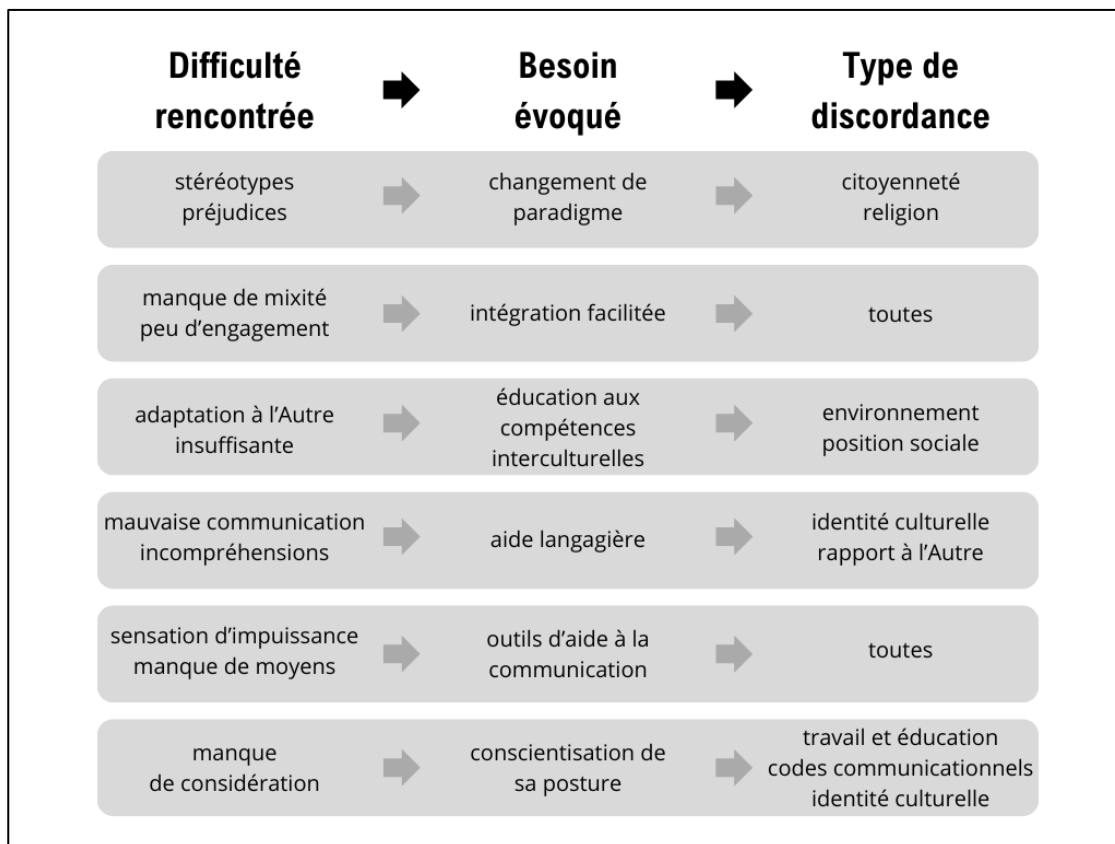 Difficulté
rencontrée
Besoin
évoqué
Type de
discordance
stéréotypes
préjudices
changement de
paradigme
citoyenneté
religion
manque de mixité
peu d'engagement
intégration facilitée
toutes
adaptation à l'Autre
insuffisante
éducation aux
compétences
interculturelles
environnement
position sociale
mauvaise communication
incompréhensions
aide langagière
identité culturelle
rapport à l'Autre
sensation d'impuissance
manque de moyens
outils d'aide à la
communication
toutes
manque
de considération
conscientisation de
sa posture
travail et éducation
codes communicationnels
identité culturelle